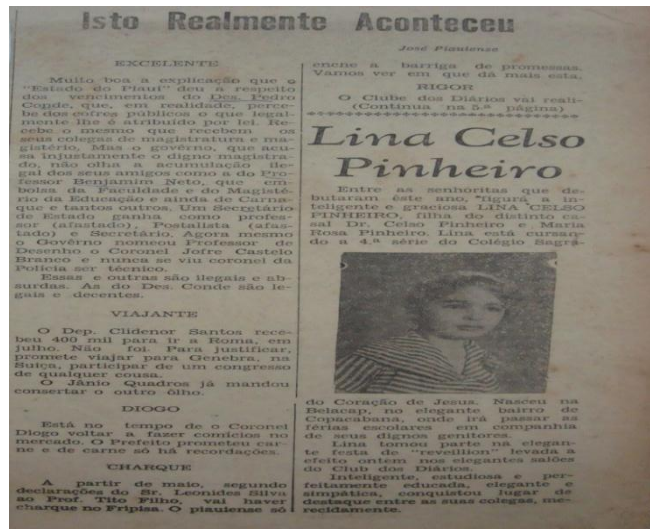 Isto Realmente Aconteceu
José Piauiense
EXCELENTE
Muito boa a explicação que o
"Estado do Piauí" deu a respeito
dos vencimentos do Des. Pedro
Conde, que, em realidade, perce-
be dos cofres públicos o que legal-
mente lhe é atribuido por lei. Re-
cebe o mesmo que recebem os
seus colegas de magistratura e ma-
gistério. Mas o govêrno, que acu-
sa injustamente o digno magistra-
do, não olha a acumulação ile-
gal dos seus amigos como a do Pro-
fessor Benjamim Neto, que em-
bolsa da Faculdade e do Magisté-
rio da Educação e ainda de Carna-
que e tantos outros. Um Secretário
de Estado ganha como profes-
sor (afastado), Postalista (afas-
tado) e Secretário. Agora mesmo
o Govêrno nomeou Professor de
Desenho o Coronel Jofre Castelo
Branco e nunca se viu coronel da
Polícia ser técnico.
Essas e outras são ilegais e ab-
surdas. As do Des. Conde são le-
gais e decentes.
VIAJANTE
O Dep. Clidenor Santos rece-
beu 400 mil para ir a Roma, em
julho. Não foi. Para justificar,
promete viajar para Genebra, na
Suiça, participar de um congresso
de qualquer cousa.
O Jânio Quadros já mandou
consertar o outro ôlho.
DIOGO
Está no tempo de o Coronel
Diogo voltar a fazer comícios no
mercado. O Prefeito prometeu car-
ne e de carne só há recordações.
CHARQUE
A partir de maio, segundo
declarações do Sr. Leonides Silva
ao Prof. Tito Filho, vai haver
charque no Fripisa. O piauiense só
enche a barriga de promessas.
Vamos ver em que dá mais esta.
RIGOR
O Clube dos Diários vai reali-
(Continua na 5.ª página)
Lina Celso
Pinheiro
Entre as senhoritas que de-
butaram êste ano, figura a in-
teligente e graciosa LINA CELSO
PINHEIRO, filha do distinto ca-
sal Dr. Celso Pinheiro e Maria
Rosa Pinheiro. Lina está cursan-
do a 4.ª série do Colégio Sagra-
do Coração de Jesus. Nasceu na
Belacap, no elegante bairro de
Copacabana, onde irá passar as
férias escolares em companhia
de seus dignos genitores.
Lina tomou parte na elegan-
te festa de "reveillion" levada a
efeito ontem nos elegantes salões
do Club dos Diários.
Inteligente, estudiosa e per-
feitamente educada, elegante e
simpática, conquistou lugar de
destaque entre as suas colegas, me-
recidamente.